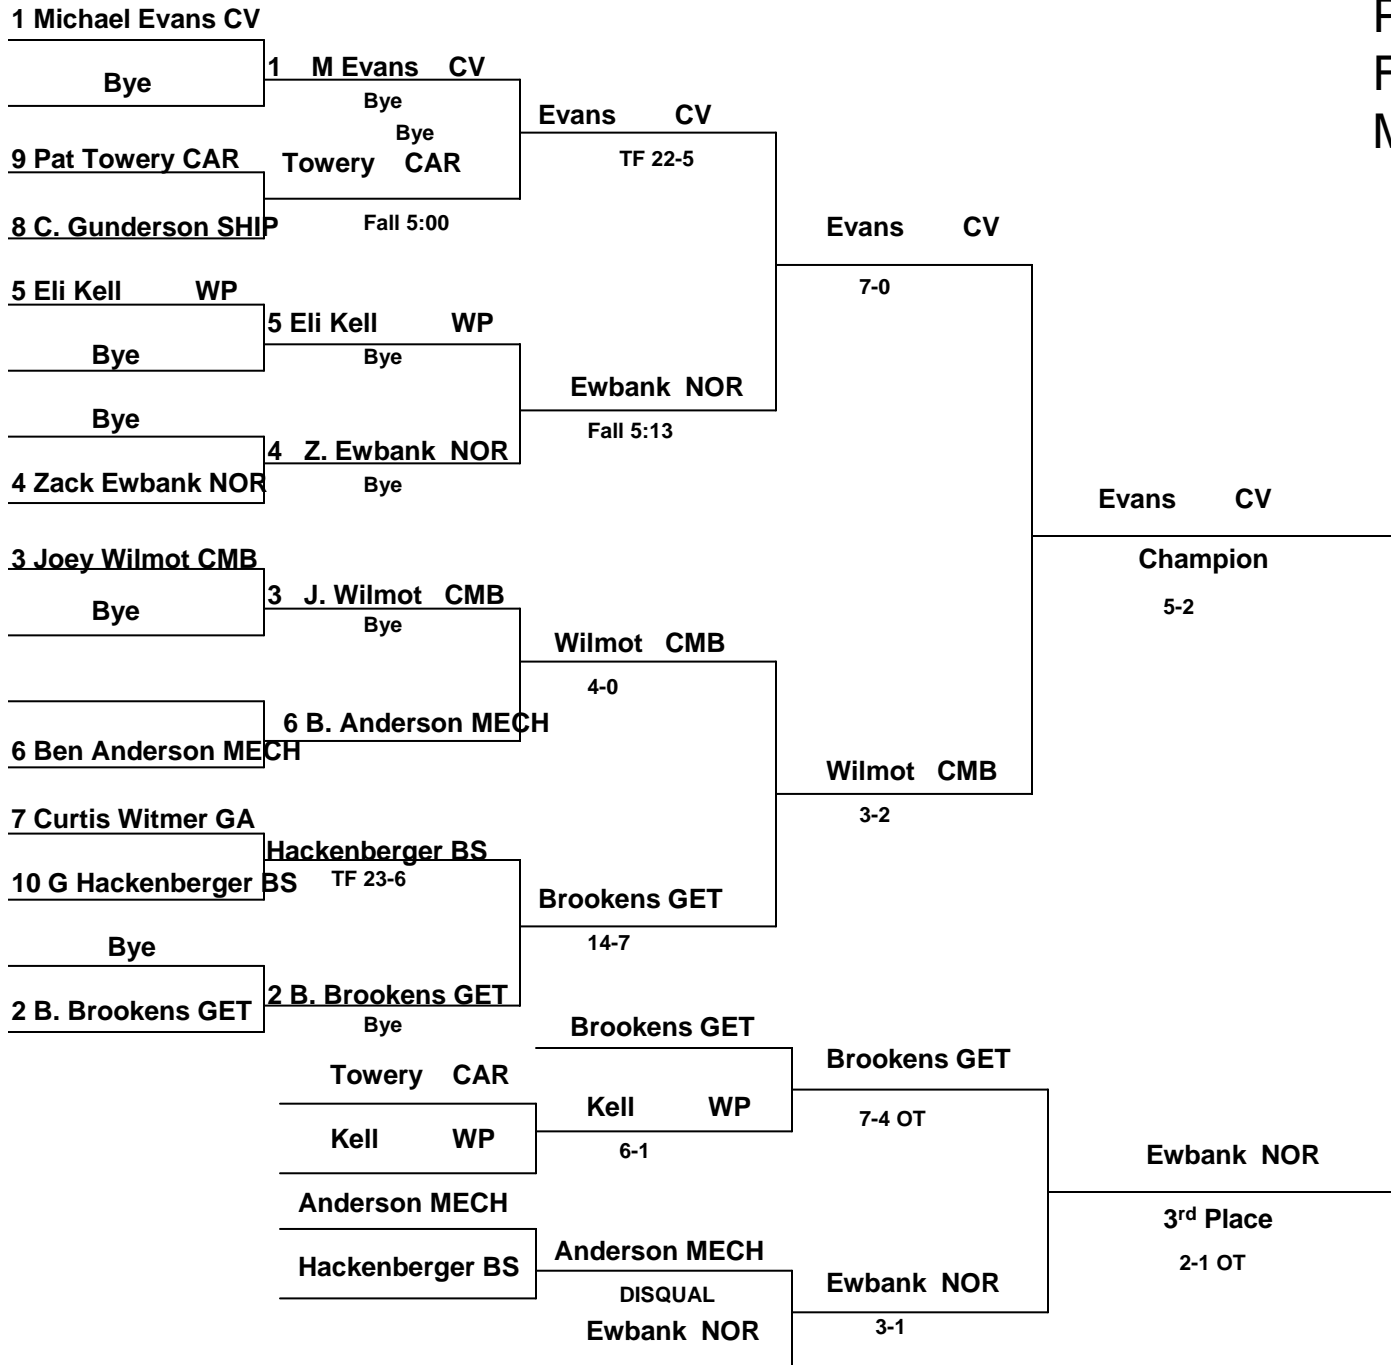 1 Michael Evans CV
Bye
9 Pat Towery CAR
8 C. Gunderson SHIP
5 Eli Kell WP
Bye
Bye
4 Zack Ewbank NOR
3 Joey Wilmot CMB
Bye
6 Ben Anderson MECH
7 Curtis Witmer GA
10 G Hackenberger BS
Bye
2 B. Brookens GET
1 M Evans CV
Bye
Bye
Towery CAR
Fall 5:00
5 Eli Kell WP
Bye
4 Z. Ewbank NOR
Bye
3 J. Wilmot CMB
Bye
6 B. Anderson MECH
Hackenberger BS
TF 23-6
2 B. Brookens GET
Bye
Evans CV
TF 22-5
Ewbank NOR
Fall 5:13
Wilmot CMB
4-0
Brookens GET
14-7
Evans CV
7-0
Wilmot CMB
3-2
Evans CV
Champion
5-2
Towery CAR
Kell WP
Anderson MECH
Hackenberger BS
Brookens GET
Kell WP
6-1
Anderson MECH
DISQUAL
Ewbank NOR
Brookens GET
7-4 OT
Ewbank NOR
3-1
Ewbank NOR
3rd Place
2-1 OT